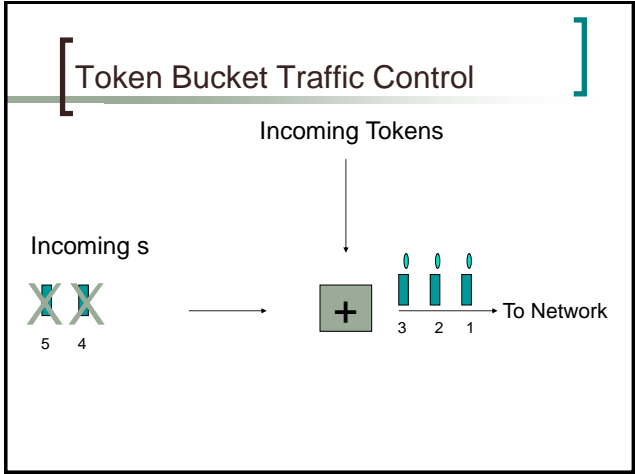 Token Bucket Traffic Control
Incoming Tokens
Incoming s
+
To Network
5 4
3 2 1